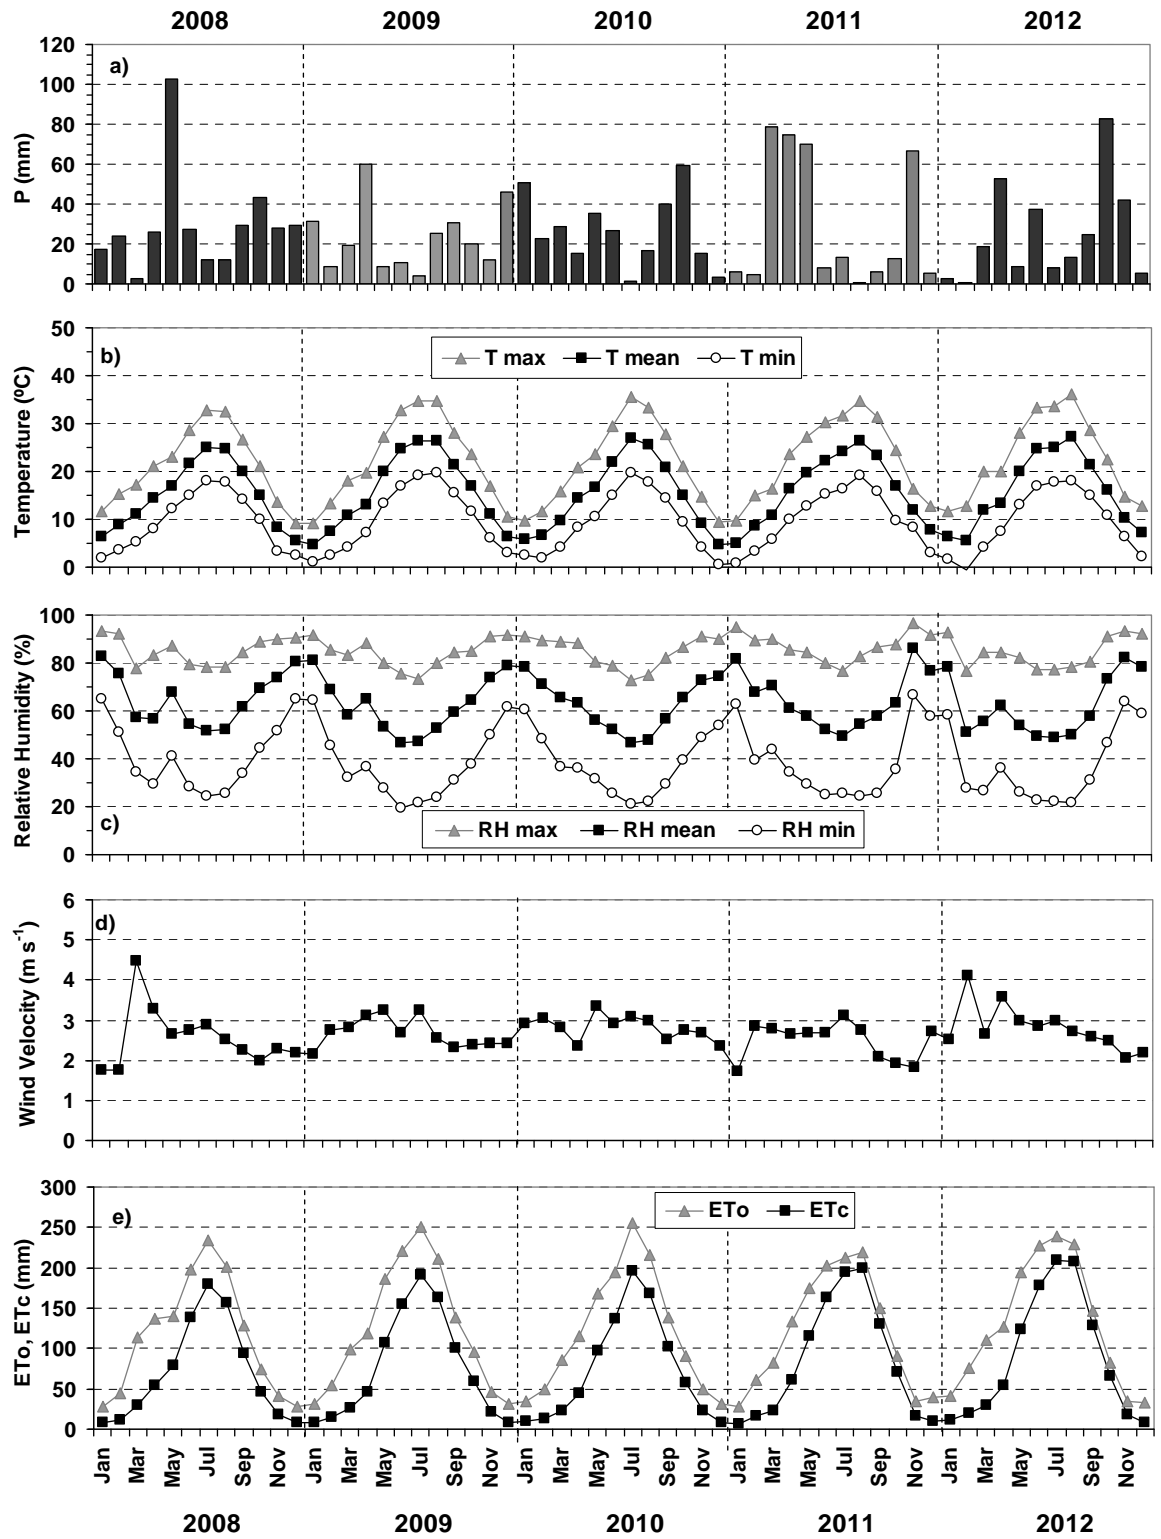 2008 2009 2010 2011 2012
a)
P (mm)
120
100
80
60
40
20
0
b)
T max T mean T min
Temperature (ºC)
50
40
30
20
10
0
Relative Humidity (%)
100
80
60
40
20
0
c)
RH max RH mean RH min
d)
Wind Velocity (m s-1)
6
5
4
3
2
1
0
e)
ETo ETc
ETo, ETc (mm)
300
250
200
150
100
50
0
Jan Mar May Jul Sep Nov Jan Mar May Jul Sep Nov Jan Mar May Jul Sep Nov Jan Mar May Jul Sep Nov Jan Mar May Jul Sep Nov
2008 2009 2010 2011 2012